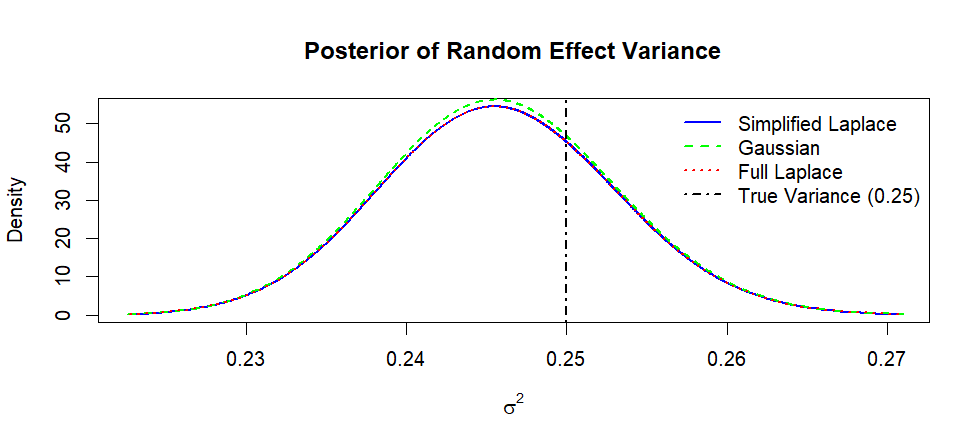 Posterior of Random Effect Variance
Density
0
10
20
30
40
50
Simplified Laplace
Gaussian
Full Laplace
True Variance (0.25)
0.23 0.24 0.25 0.26 0.27
σ²